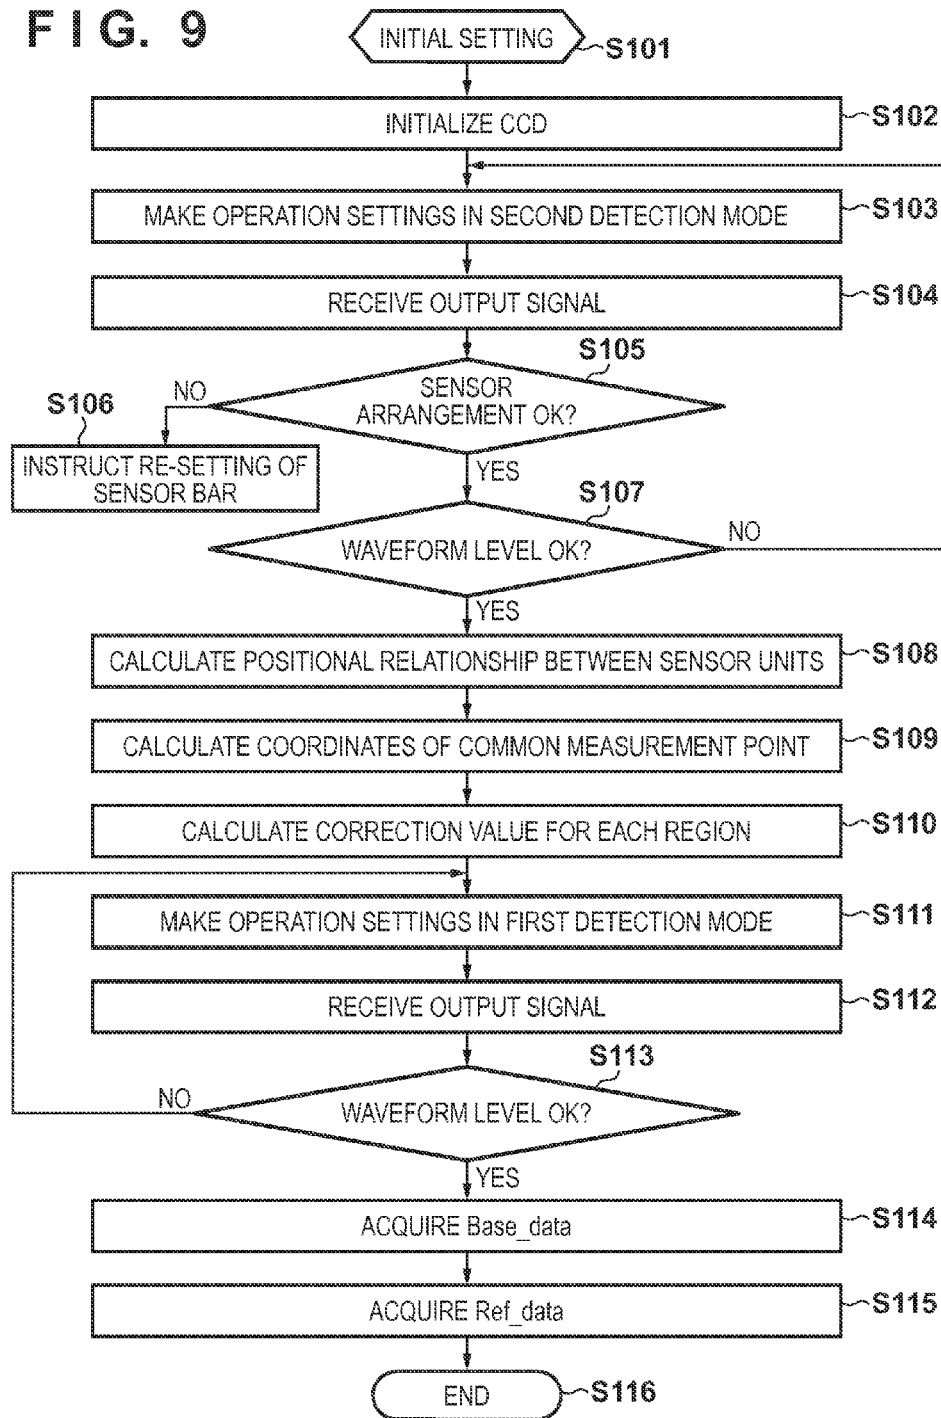 FIG. 9
INITIAL SETTING
S101
INITIALIZE CCD
S102
MAKE OPERATION SETTINGS IN SECOND DETECTION MODE
S103
RECEIVE OUTPUT SIGNAL
S104
SENSOR
ARRANGEMENT OK?
S105
NO
S106
INSTRUCT RE-SETTING OF
SENSOR BAR
YES
S107
WAVEFORM LEVEL OK?
NO
YES
CALCULATE POSITIONAL RELATIONSHIP BETWEEN SENSOR UNITS
S108
CALCULATE COORDINATES OF COMMON MEASUREMENT POINT
S109
CALCULATE CORRECTION VALUE FOR EACH REGION
S110
MAKE OPERATION SETTINGS IN FIRST DETECTION MODE
S111
RECEIVE OUTPUT SIGNAL
S112
S113
NO
WAVEFORM LEVEL OK?
YES
ACQUIRE Base_data
S114
ACQUIRE Ref_data
S115
END
S116